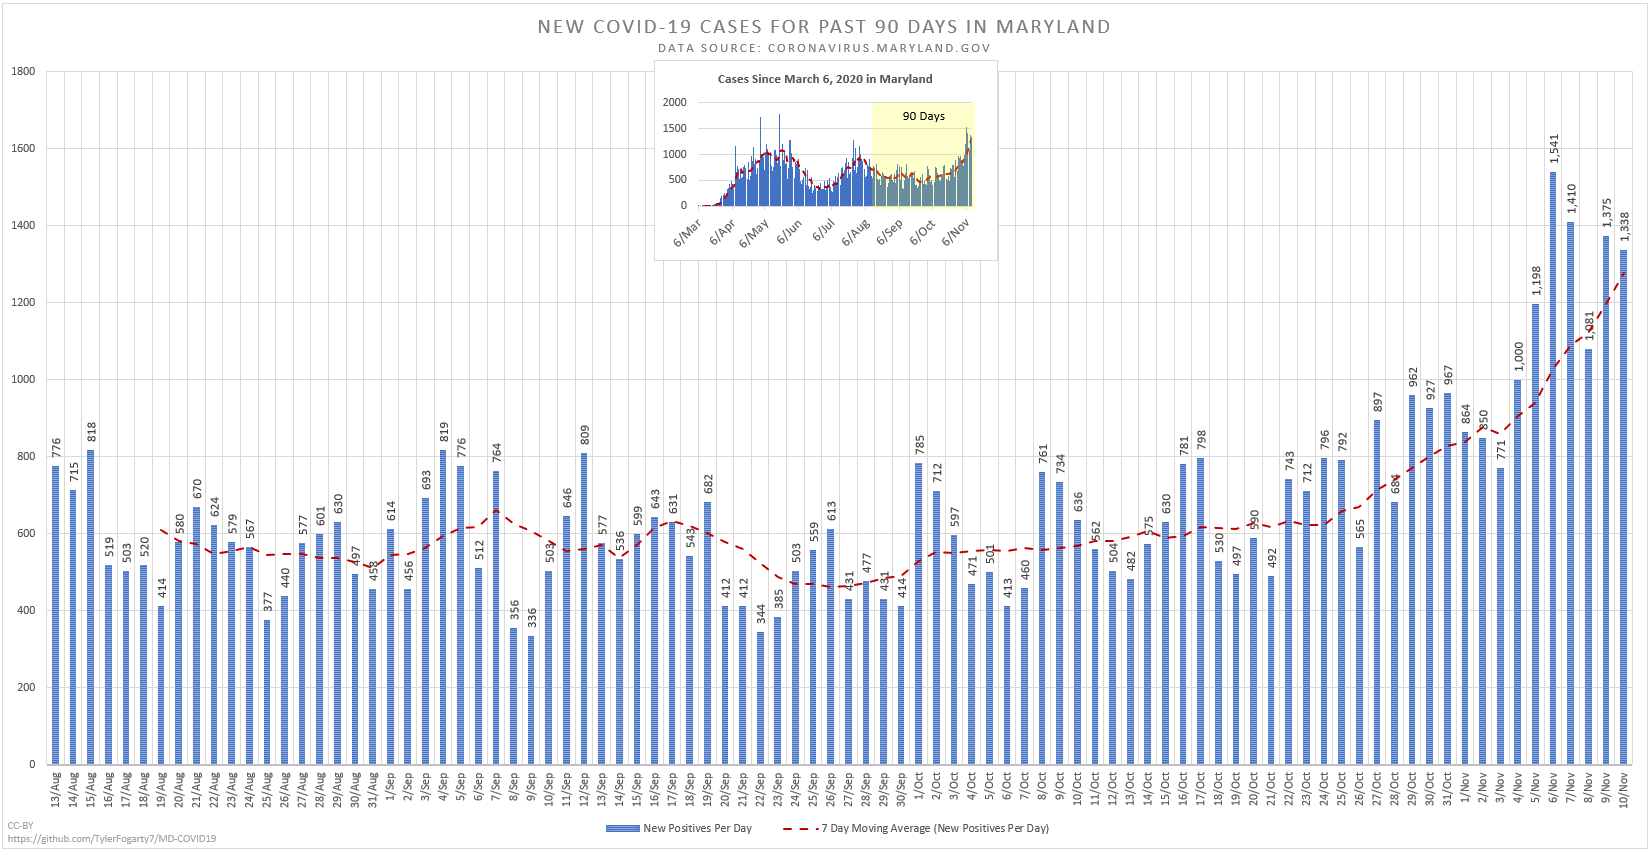 NEW COVID-19 CASES FOR PAST 90 DAYS IN MARYLAND
DATA SOURCE: CORONAVIRUS.MARYLAND.GOV
Cases Since March 6, 2020 in Maryland
90 Days
2000
1500
1000
500
0
6/Mar 6/Apr 6/May 6/Jun 6/Jul 6/Aug 6/Sep 6/Oct 6/Nov
1800
1600
1400
1200
1000
800
600
400
200
0
776 715 818 519 503 520 414 580 670 624 579 567 377 440 577 601 630 497 458 614 456 693 819 776 512 764 356 336 503 646 809 577 536 599 643 631 543 682 412 412 344 385 503 559 613 431 477 431 414 785 712 597 471 501 413 460 761 734 636 562 504 482 575 630 781 798 530 497 590 492 743 712 796 792 565 897 684 962 927 967 864 850 771 1,000 1,198 1,541 1,410 1,081 1,375 1,338
13/Aug 14/Aug 15/Aug 16/Aug 17/Aug 18/Aug 19/Aug 20/Aug 21/Aug 22/Aug 23/Aug 24/Aug 25/Aug 26/Aug 27/Aug 28/Aug 29/Aug 30/Aug 31/Aug 1/Sep 2/Sep 3/Sep 4/Sep 5/Sep 6/Sep 7/Sep 8/Sep 9/Sep 10/Sep 11/Sep 12/Sep 13/Sep 14/Sep 15/Sep 16/Sep 17/Sep 18/Sep 19/Sep 20/Sep 21/Sep 22/Sep 23/Sep 24/Sep 25/Sep 26/Sep 27/Sep 28/Sep 29/Sep 30/Sep 1/Oct 2/Oct 3/Oct 4/Oct 5/Oct 6/Oct 7/Oct 8/Oct 9/Oct 10/Oct 11/Oct 12/Oct 13/Oct 14/Oct 15/Oct 16/Oct 17/Oct 18/Oct 19/Oct 20/Oct 21/Oct 22/Oct 23/Oct 24/Oct 25/Oct 26/Oct 27/Oct 28/Oct 29/Oct 30/Oct 31/Oct 1/Nov 2/Nov 3/Nov 4/Nov 5/Nov 6/Nov 7/Nov 8/Nov 9/Nov 10/Nov
New Positives Per Day
7 Day Moving Average (New Positives Per Day)
CC-BY
https://github.com/TylerFogarty7/MD-COVID19